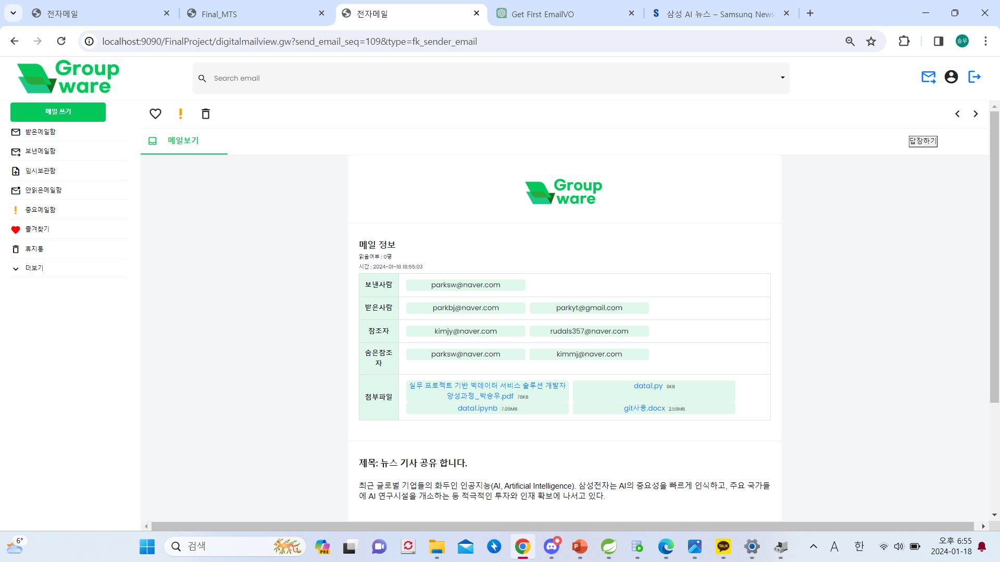 전자메일
Final_MTS
전자메일
Get First EmailVO
삼성 AI 뉴스 – Samsung News
localhost:9090/FinalProject/digitalmailview.gw?send_email_seq=109&type=fk_sender_email
승우
Group
ware
Search email
메일 쓰기
받은메일함
보낸메일함
임시보관함
안읽은메일함
중요메일함
즐겨찾기
휴지통
더보기
메일보기
답장하기
Group
ware
메일 정보
읽음여부 : 0명
시간 : 2024-01-18 18:55:03
보낸사람 parksw@naver.com
받은사람 parkbj@naver.com parkyt@gmail.com
참조자 kimjy@naver.com rudals357@naver.com
숨은참조
자
parksw@naver.com kimmj@naver.com
첨부파일
실무 프로젝트 기반 빅데이터 서비스 솔루션 개발자
양성과정_박승우.pdf 78KB
data1.py 9KB
data1.ipynb 7.09MB
git사용.docx 2.58MB
제목: 뉴스 기사 공유 합니다.
최근 글로벌 기업들의 화두인 인공지능(AI, Artificial Intelligence). 삼성전자는 AI의 중요성을 빠르게 인식하고, 주요 국가들
에 AI 연구시설을 개소하는 등 적극적인 투자와 인재 확보에 나서고 있다.
6°
검색
PRE
TALK
A
한
오후 6:55
2024-01-18